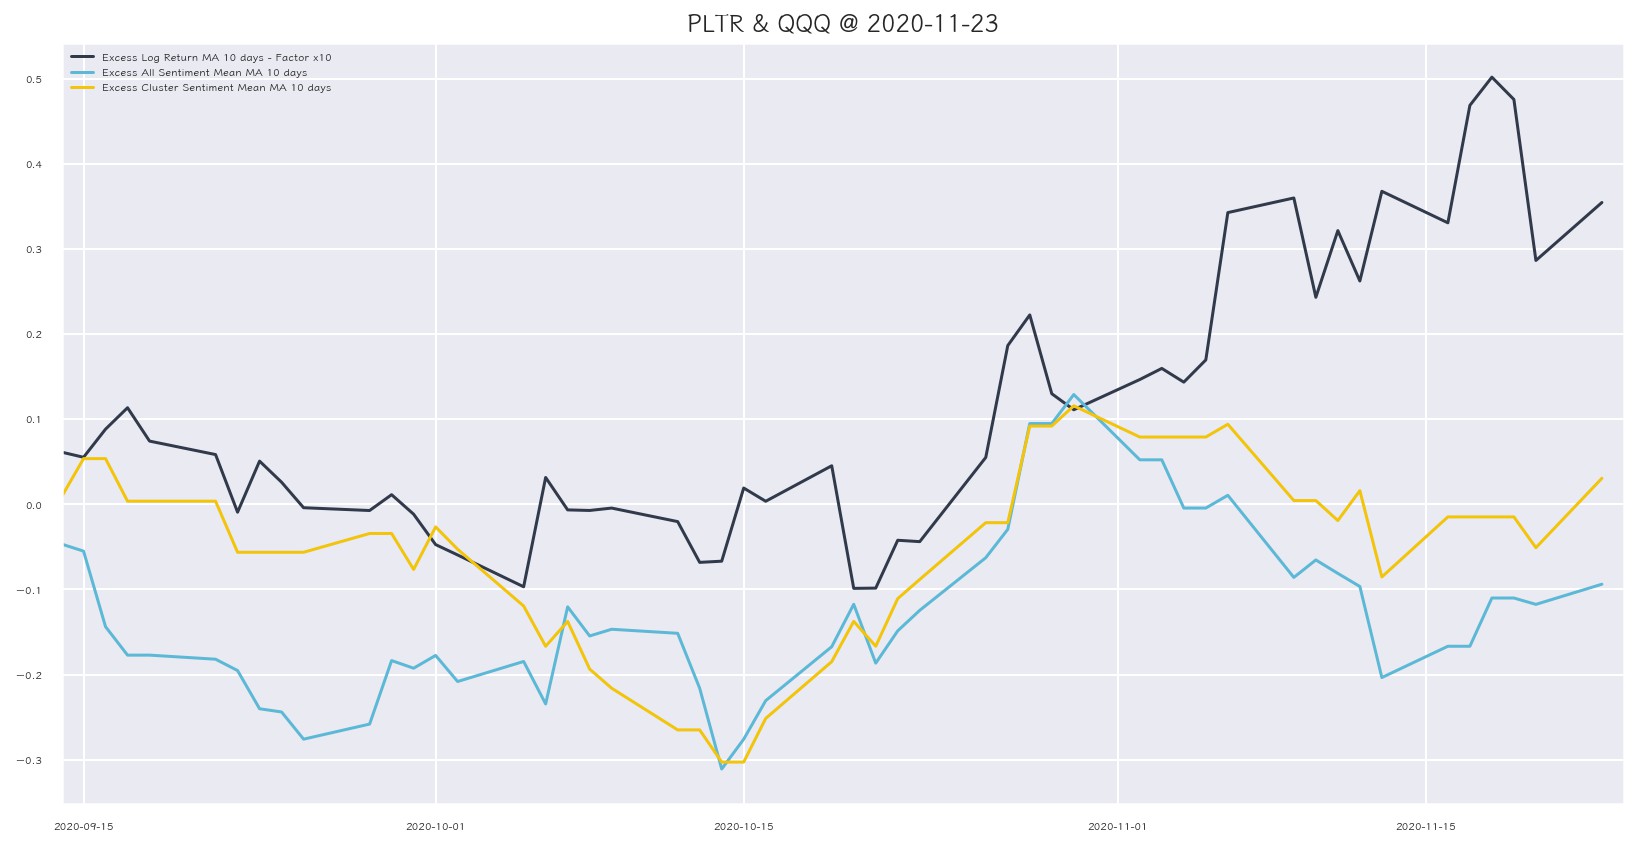 PLTR & QQQ @ 2020-11-23
Excess Log Return MA 10 days - Factor x10
Excess All Sentiment Mean MA 10 days
Excess Cluster Sentiment Mean MA 10 days
0.5
0.4
0.3
0.2
0.1
0.0
−0.1
−0.2
−0.3
2020-09-15 2020-10-01 2020-10-15 2020-11-01 2020-11-15